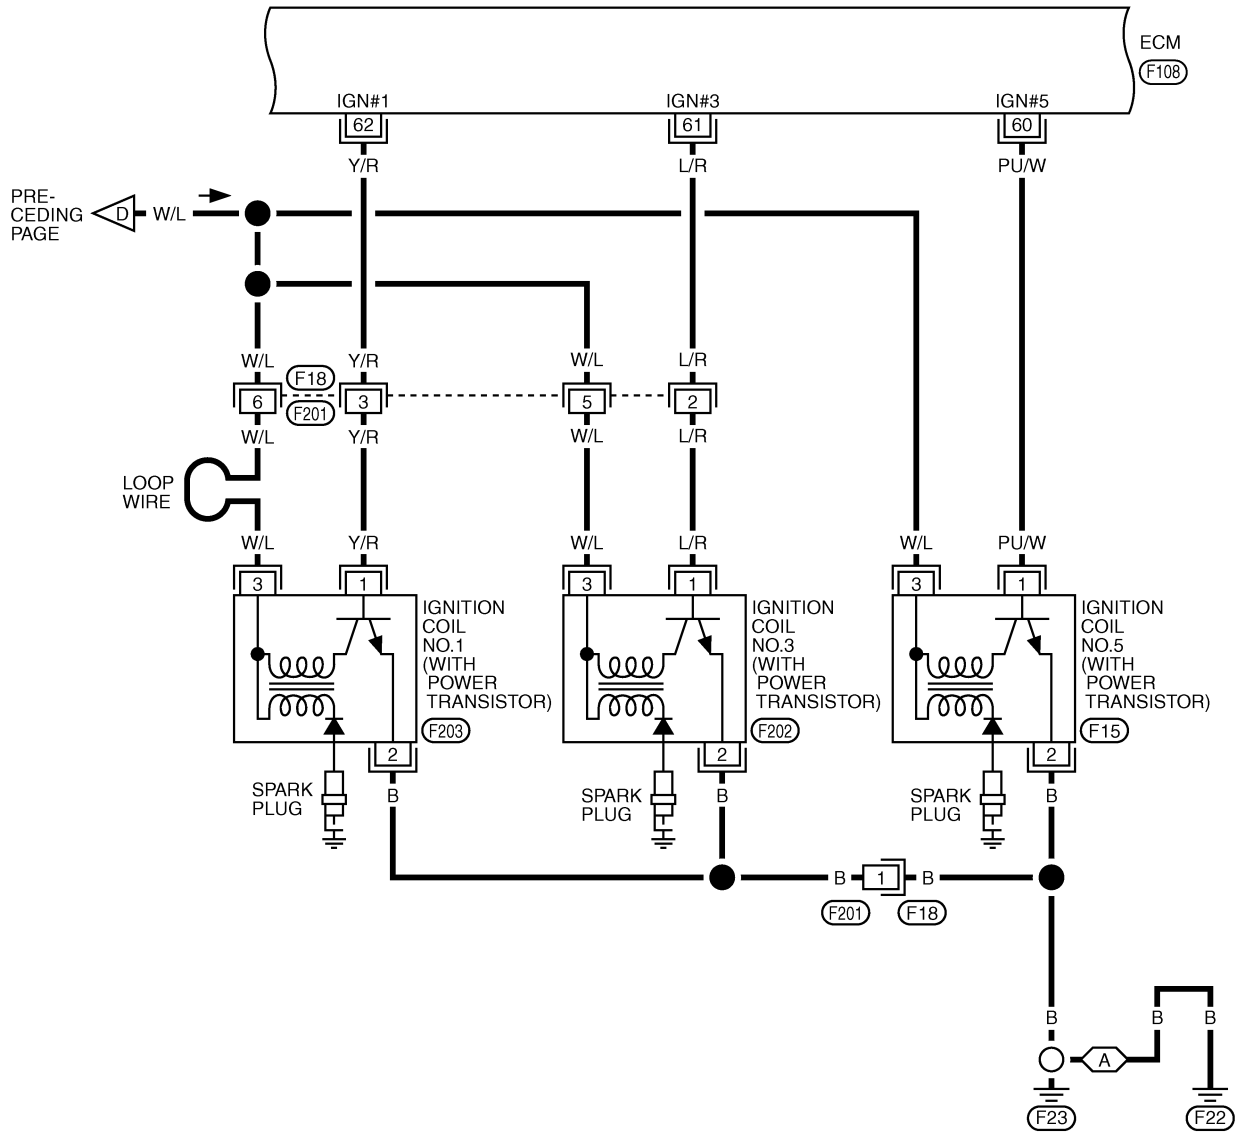 ECM
F108
IGN#1
IGN#3
IGN#5
62
61
60
Y/R
L/R
PU/W
PRE-
CEDING
PAGE
D
W/L
W/L
Y/R
W/L
L/R
F18
6
3
5
2
F201
W/L
Y/R
W/L
L/R
LOOP
WIRE
W/L
Y/R
W/L
L/R
W/L
PU/W
3
1
3
1
3
1
IGNITION
COIL
NO.1
(WITH
POWER
TRANSISTOR)
F203
IGNITION
COIL
NO.3
(WITH
POWER
TRANSISTOR)
F202
IGNITION
COIL
NO.5
(WITH
POWER
TRANSISTOR)
F15
2
2
2
SPARK
PLUG
B
SPARK
PLUG
B
SPARK
PLUG
B
B
1
B
F201
F18
B
B
B
A
F23
F22